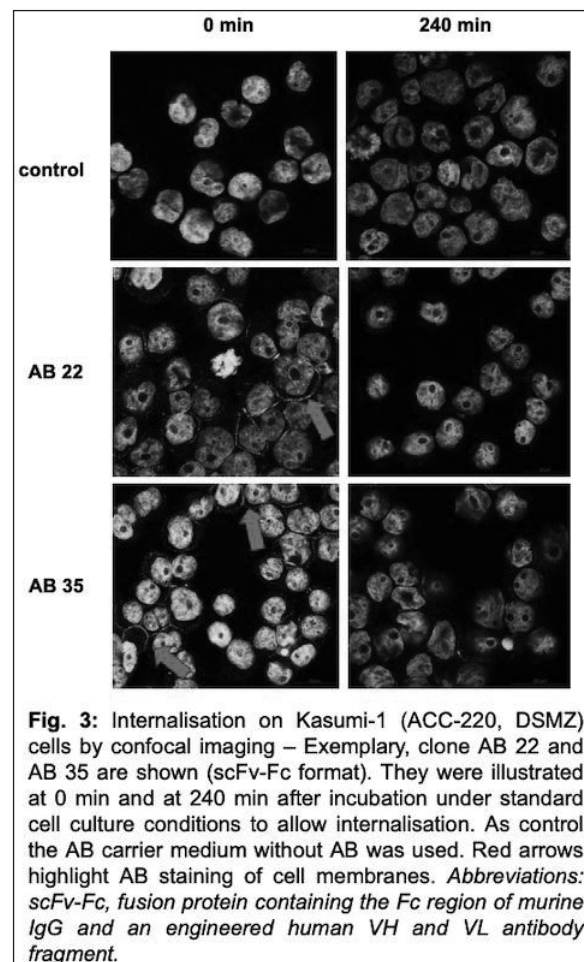 0 min 240 min
control
AB 22
AB 35
Fig. 3: Internalisation on Kasumi-1 (ACC-220, DSMZ)
cells by confocal imaging – Exemplary, clone AB 22 and
AB 35 are shown (scFv-Fc format). They were illustrated
at 0 min and at 240 min after incubation under standard
cell culture conditions to allow internalisation. As control
the AB carrier medium without AB was used. Red arrows
highlight AB staining of cell membranes. Abbreviations:
scFv-Fc, fusion protein containing the Fc region of murine
IgG and an engineered human VH and VL antibody
fragment.